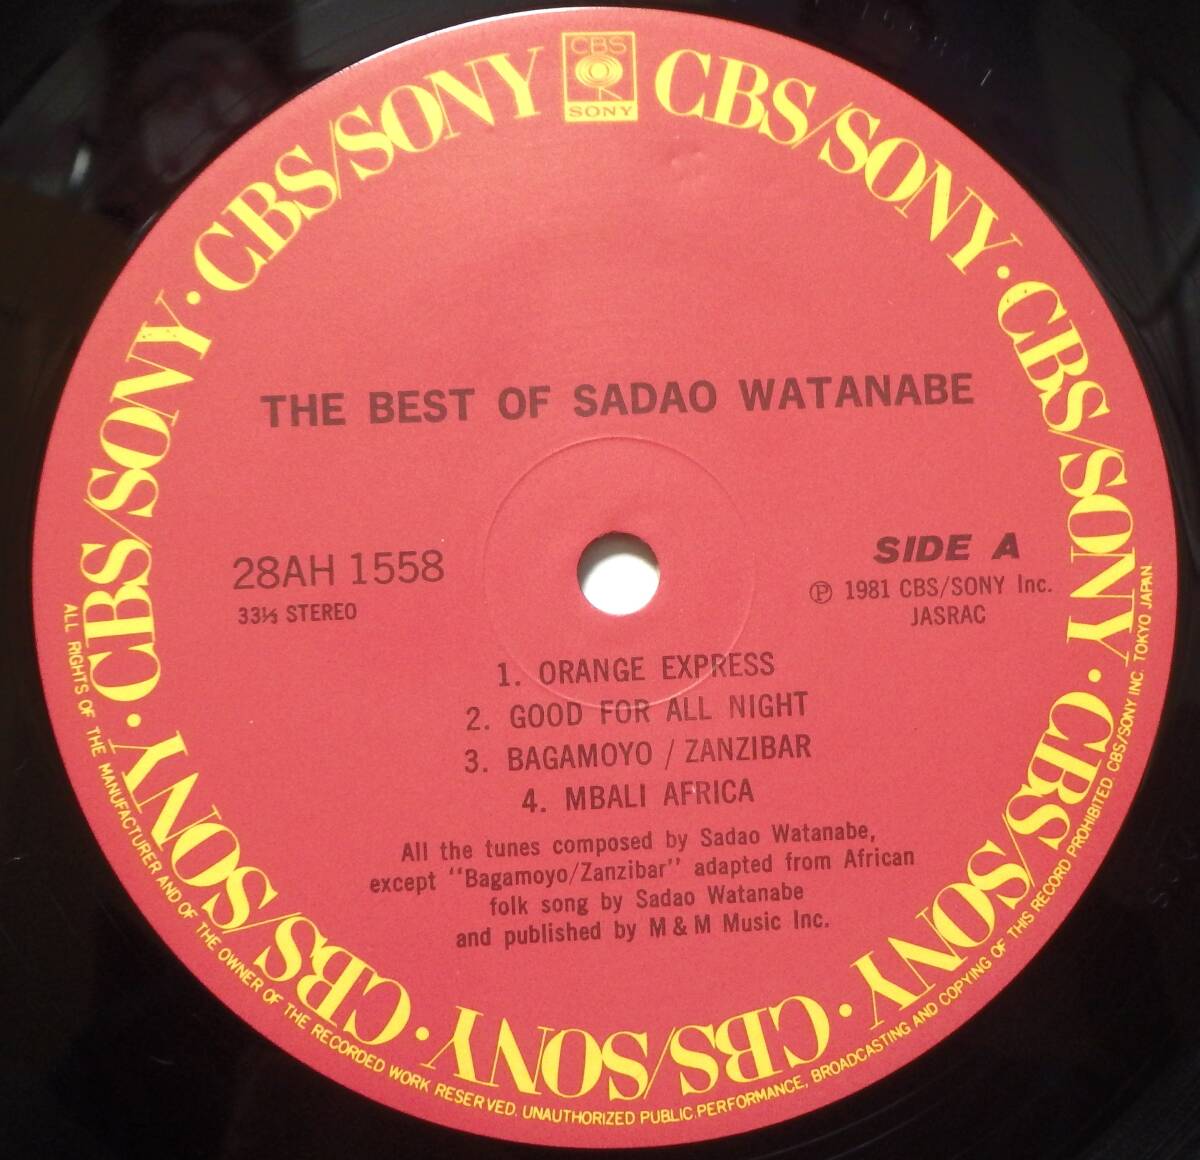 CBS
SONY
CBS/SONY · CBS/SONY · CBS/SONY · CBS/SONY · CBS/SONY · CBS/SONY · CBS/SONY · CBS/SONY
THE BEST OF SADAO WATANABE
28AH 1558
33⅓ STEREO
SIDE A
Ⓟ 1981 CBS/SONY Inc.
JASRAC
1. ORANGE EXPRESS
2. GOOD FOR ALL NIGHT
3. BAGAMOYO / ZANZIBAR
4. MBALI AFRICA
All the tunes composed by Sadao Watanabe,
except "Bagamoyo/Zanzibar" adapted from African
folk song by Sadao Watanabe
and published by M & M Music Inc.
ALL RIGHTS OF THE MANUFACTURER AND OF THE OWNER OF THE RECORDED WORK RESERVED. UNAUTHORIZED PUBLIC PERFORMANCE, BROADCASTING AND COPYING OF THIS RECORD PROHIBITED. CBS/SONY INC. TOKYO JAPAN.